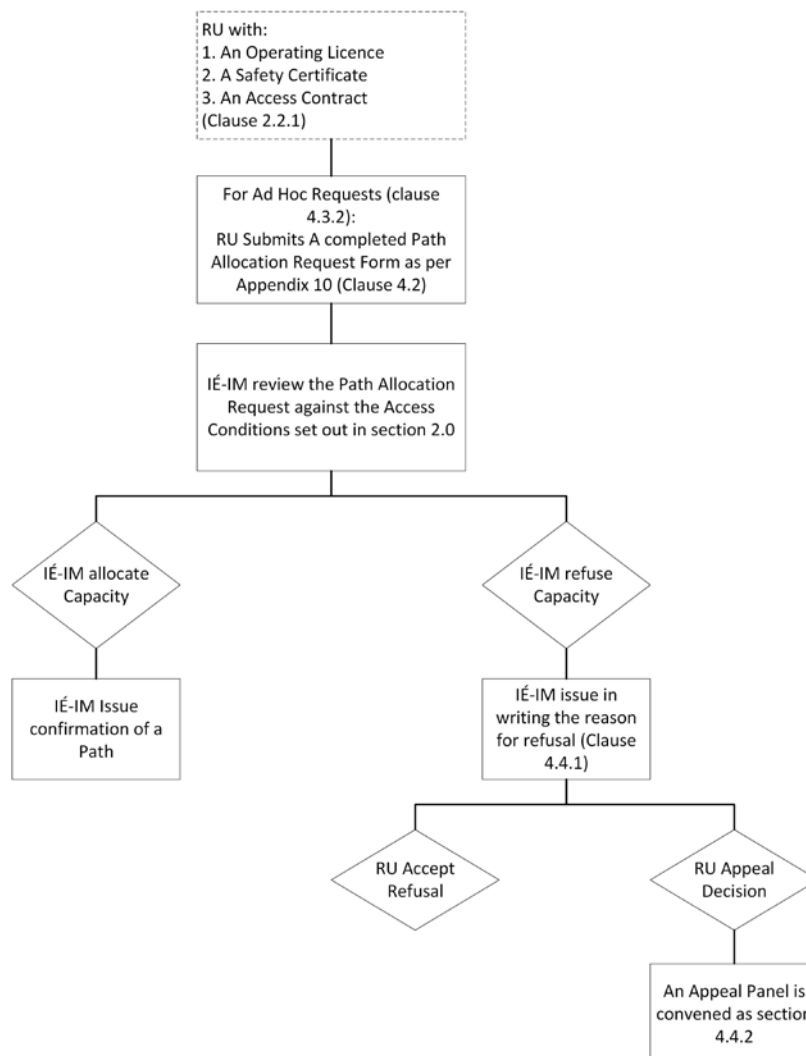 RU with:
1. An Operating Licence
2. A Safety Certificate
3. An Access Contract
(Clause 2.2.1)
For Ad Hoc Requests (clause
4.3.2):
RU Submits A completed Path
Allocation Request Form as per
Appendix 10 (Clause 4.2)
IÉ-IM review the Path Allocation
Request against the Access
Conditions set out in section 2.0
IÉ-IM allocate
Capacity
IÉ-IM refuse
Capacity
IÉ-IM Issue
confirmation of a
Path
IÉ-IM issue in
writing the reason
for refusal (Clause
4.4.1)
RU Accept
Refusal
RU Appeal
Decision
An Appeal Panel is
convened as section
4.4.2